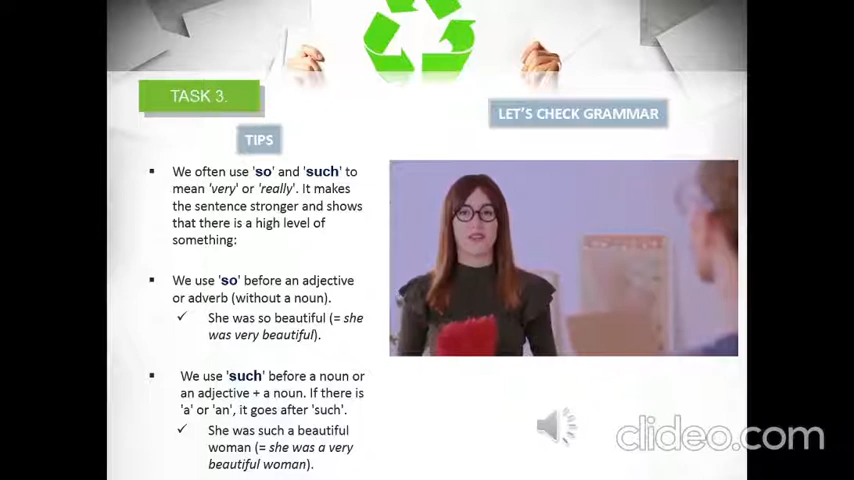 TASK 3.
LET'S CHECK GRAMMAR
TIPS
▪ We often use 'so' and 'such' to
mean 'very' or 'really'. It makes
the sentence stronger and shows
that there is a high level of
something:
▪ We use 'so' before an adjective
or adverb (without a noun).
✓ She was so beautiful (= she
was very beautiful).
▪ We use 'such' before a noun or
an adjective + a noun. If there is
'a' or 'an', it goes after 'such'.
✓ She was such a beautiful
woman (= she was a very
beautiful woman).
clideo.com